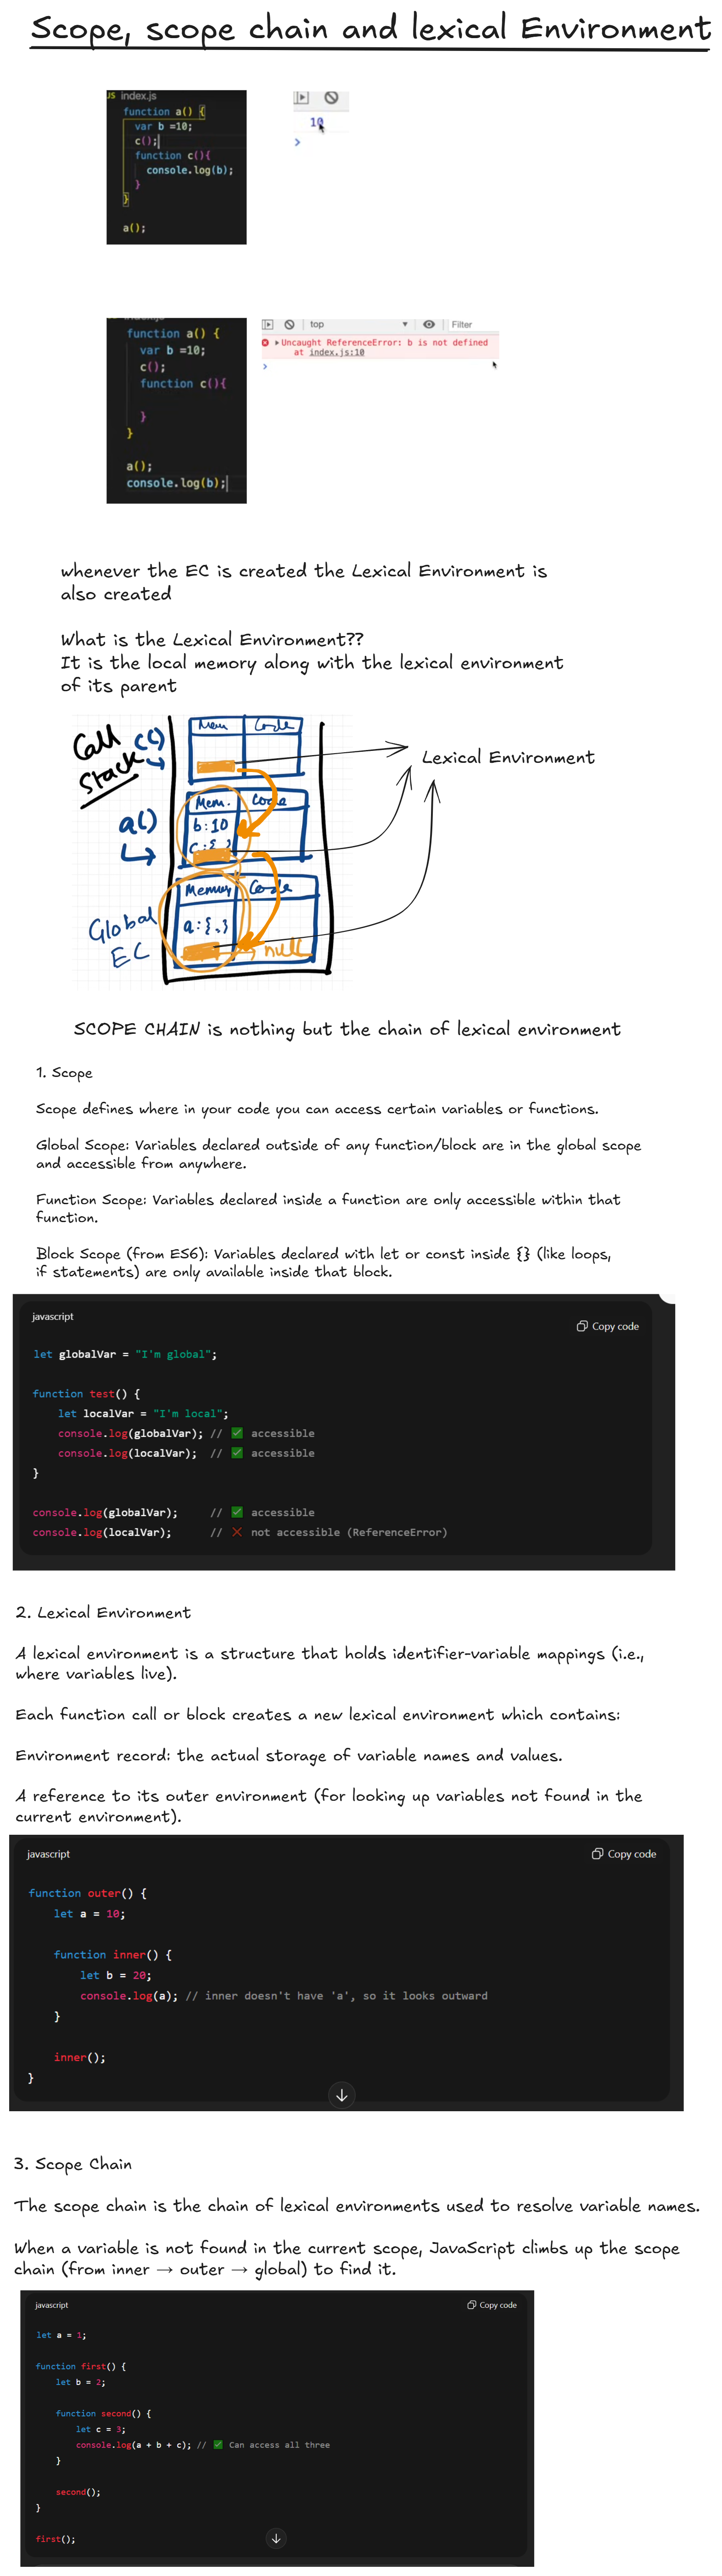 Scope, scope chain and lexical Environment
JS index.js
function a() {
var b =10;
c();
function c(){
console.log(b);
}
}
a();
10
>
function a() {
var b =10;
c();
function c(){
}
}
a();
console.log(b);
top
Filter
Uncaught ReferenceError: b is not defined
at index.js:10
>
whenever the EC is created the Lexical Environment is
also created
What is the Lexical Environment??
It is the local memory along with the lexical environment
of its parent
Call
Stack
c()
Mem
Code
Lexical Environment
a()
Mem.
Code
b:10
c:{ }
Memory
Code
Global
EC
a:{..}
null
SCOPE CHAIN is nothing but the chain of lexical environment
1. Scope
Scope defines where in your code you can access certain variables or functions.
Global Scope: Variables declared outside of any function/block are in the global scope
and accessible from anywhere.
Function Scope: Variables declared inside a function are only accessible within that
function.
Block Scope (from ES6): Variables declared with let or const inside {} (like loops,
if statements) are only available inside that block.
javascript
Copy code
let globalVar = "I'm global";
function test() {
let localVar = "I'm local";
console.log(globalVar); // ✅ accessible
console.log(localVar); // ✅ accessible
}
console.log(globalVar); // ✅ accessible
console.log(localVar); // ❌ not accessible (ReferenceError)
2. Lexical Environment
A lexical environment is a structure that holds identifier-variable mappings (i.e.,
where variables live).
Each function call or block creates a new lexical environment which contains:
Environment record: the actual storage of variable names and values.
A reference to its outer environment (for looking up variables not found in the
current environment).
javascript
Copy code
function outer() {
let a = 10;
function inner() {
let b = 20;
console.log(a); // inner doesn't have 'a', so it looks outward
}
inner();
}
3. Scope Chain
The scope chain is the chain of lexical environments used to resolve variable names.
When a variable is not found in the current scope, JavaScript climbs up the scope
chain (from inner → outer → global) to find it.
javascript
Copy code
let a = 1;
function first() {
let b = 2;
function second() {
let c = 3;
console.log(a + b + c); // ✅ Can access all three
}
second();
}
first();